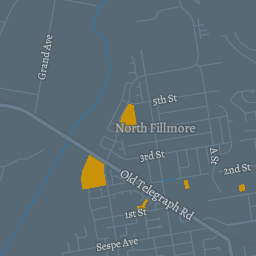 Grand Ave
5th St
North Fillmore
3rd St
A St
2nd St
Old Telegraph Rd
1st St
Sespe Ave